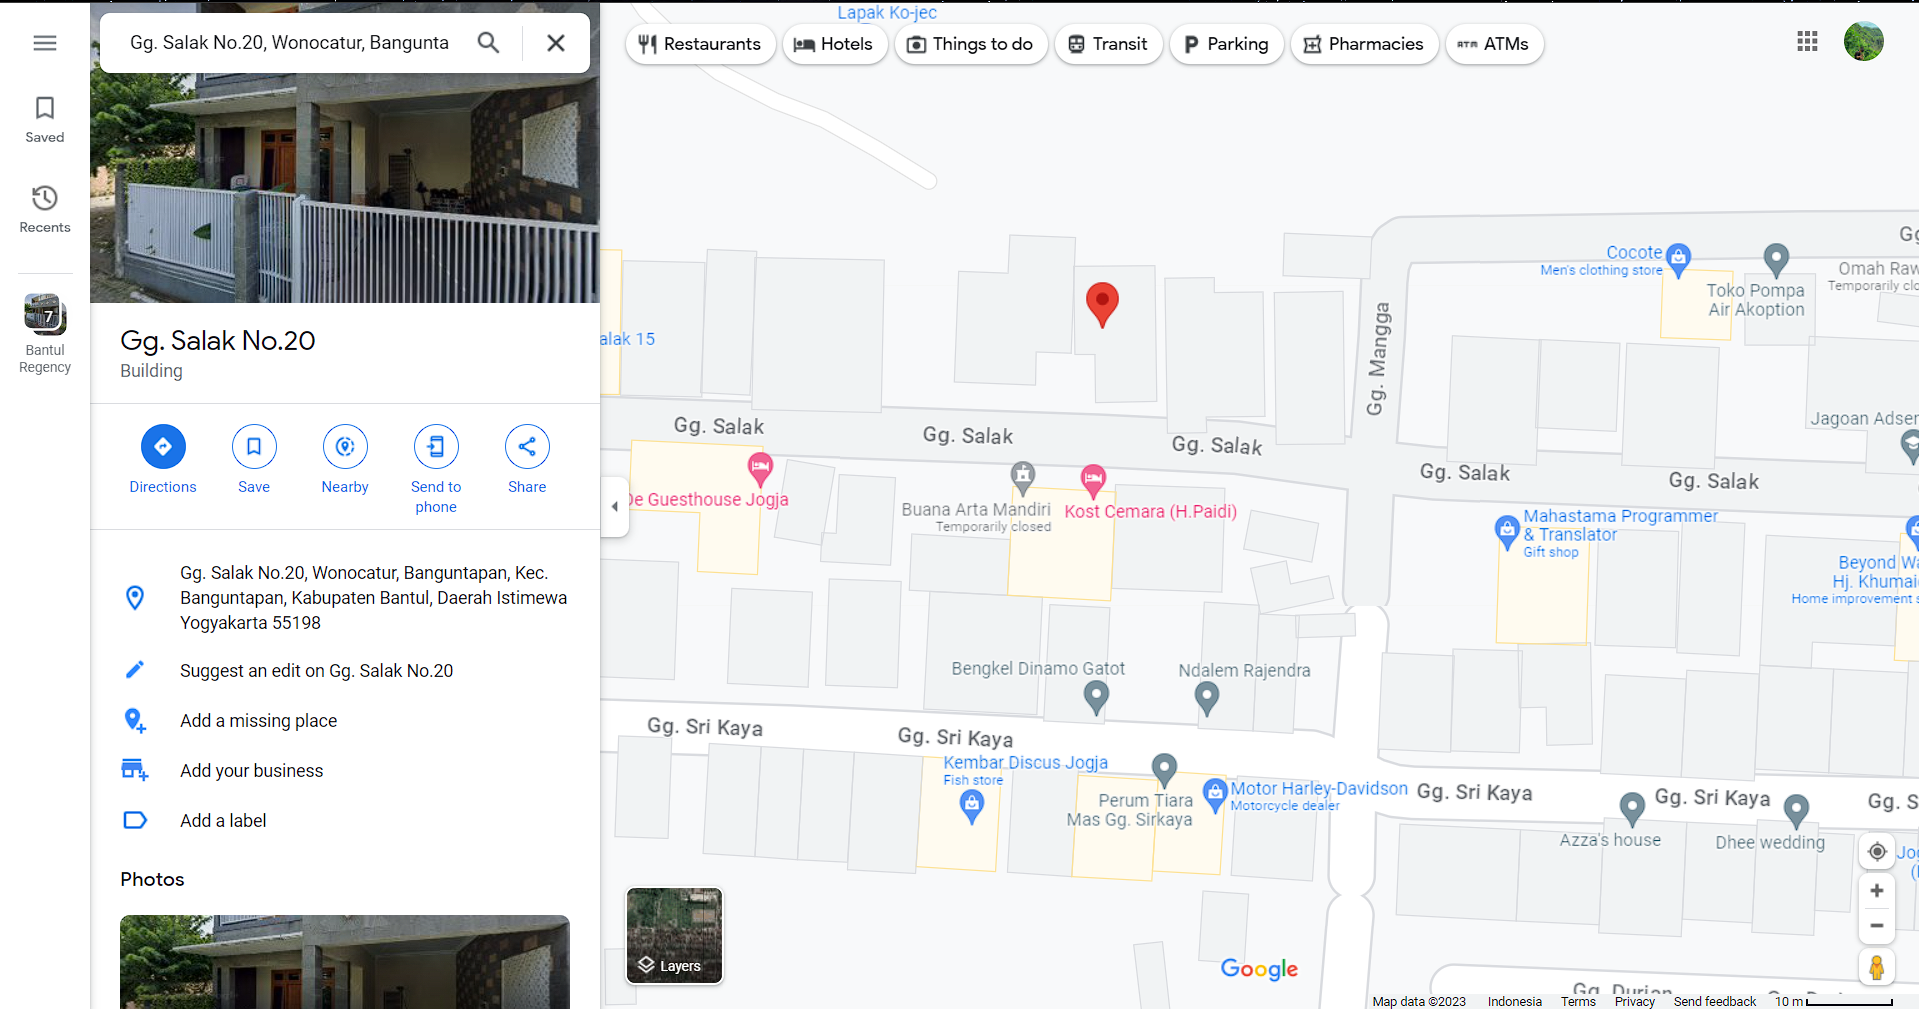 Gg. Salak No.20, Wonocatur, Bangunta
Saved
Recents
7
Bantul
Regency
Gg. Salak No.20
Building
Directions
Save
Nearby
Send to
phone
Share
Gg. Salak No.20, Wonocatur, Banguntapan, Kec.
Banguntapan, Kabupaten Bantul, Daerah Istimewa
Yogyakarta 55198
Suggest an edit on Gg. Salak No.20
Add a missing place
Add your business
Add a label
Photos
Lapak Ko-jec
Restaurants
Hotels
Things to do
Transit
Parking
Pharmacies
ATM
ATMs
Gg
Cocote
Men's clothing store
Toko Pompa
Air Akoption
Omah Raw
Temporarily clo
alak 15
Gg. Mangga
Gg. Salak
Gg. Salak
Gg. Salak
Gg. Salak
Gg. Salak
Jagoan Adsen
De Guesthouse Jogja
Buana Arta Mandiri
Temporarily closed
Kost Cemara (H.Paidi)
Mahastama Programmer
& Translator
Gift shop
Beyond Wa
Hj. Khumai
Home improvement s
Bengkel Dinamo Gatot
Ndalem Rajendra
Gg. Sri Kaya
Gg. Sri Kaya
Kembar Discus Jogja
Fish store
Perum Tiara
Mas Gg. Sirkaya
Motor Harley-Davidson
Motorcycle dealer
Gg. Sri Kaya
Gg. Sri Kaya
Gg. S
Azza's house
Dhee wedding
Jog
(
Layers
Google
Gg. Durian
Map data ©2023
Indonesia
Terms
Privacy
Send feedback
10 m